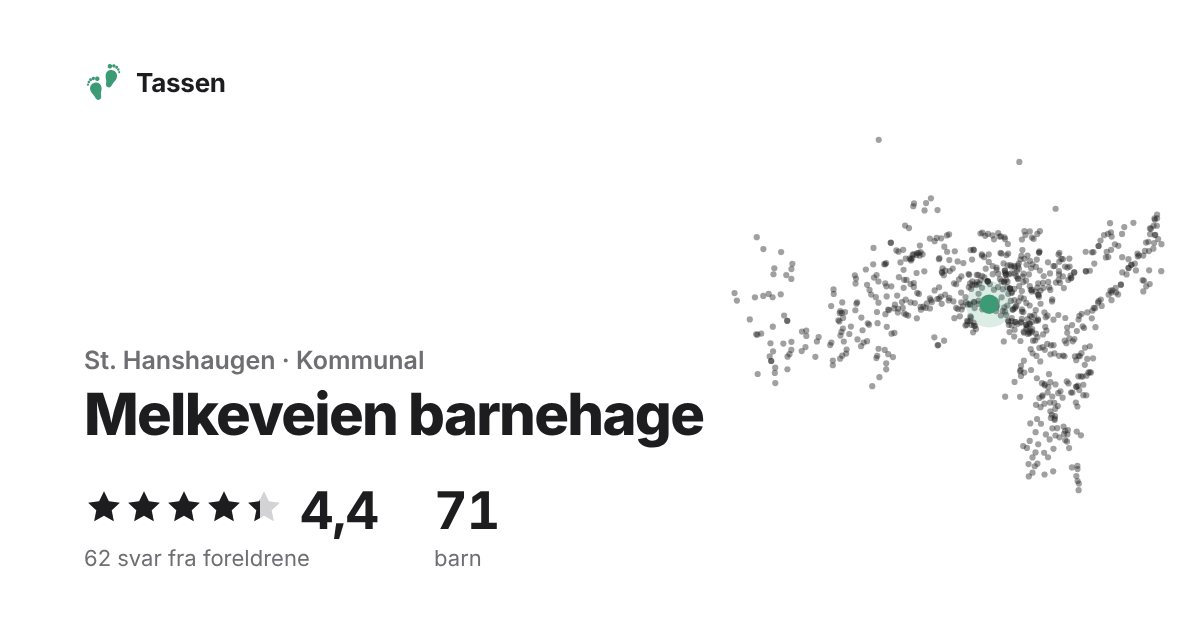 Tassen
St. Hanshaugen · Kommunal
Melkeveien barnehage
4,4
62 svar fra foreldrene
71
barn